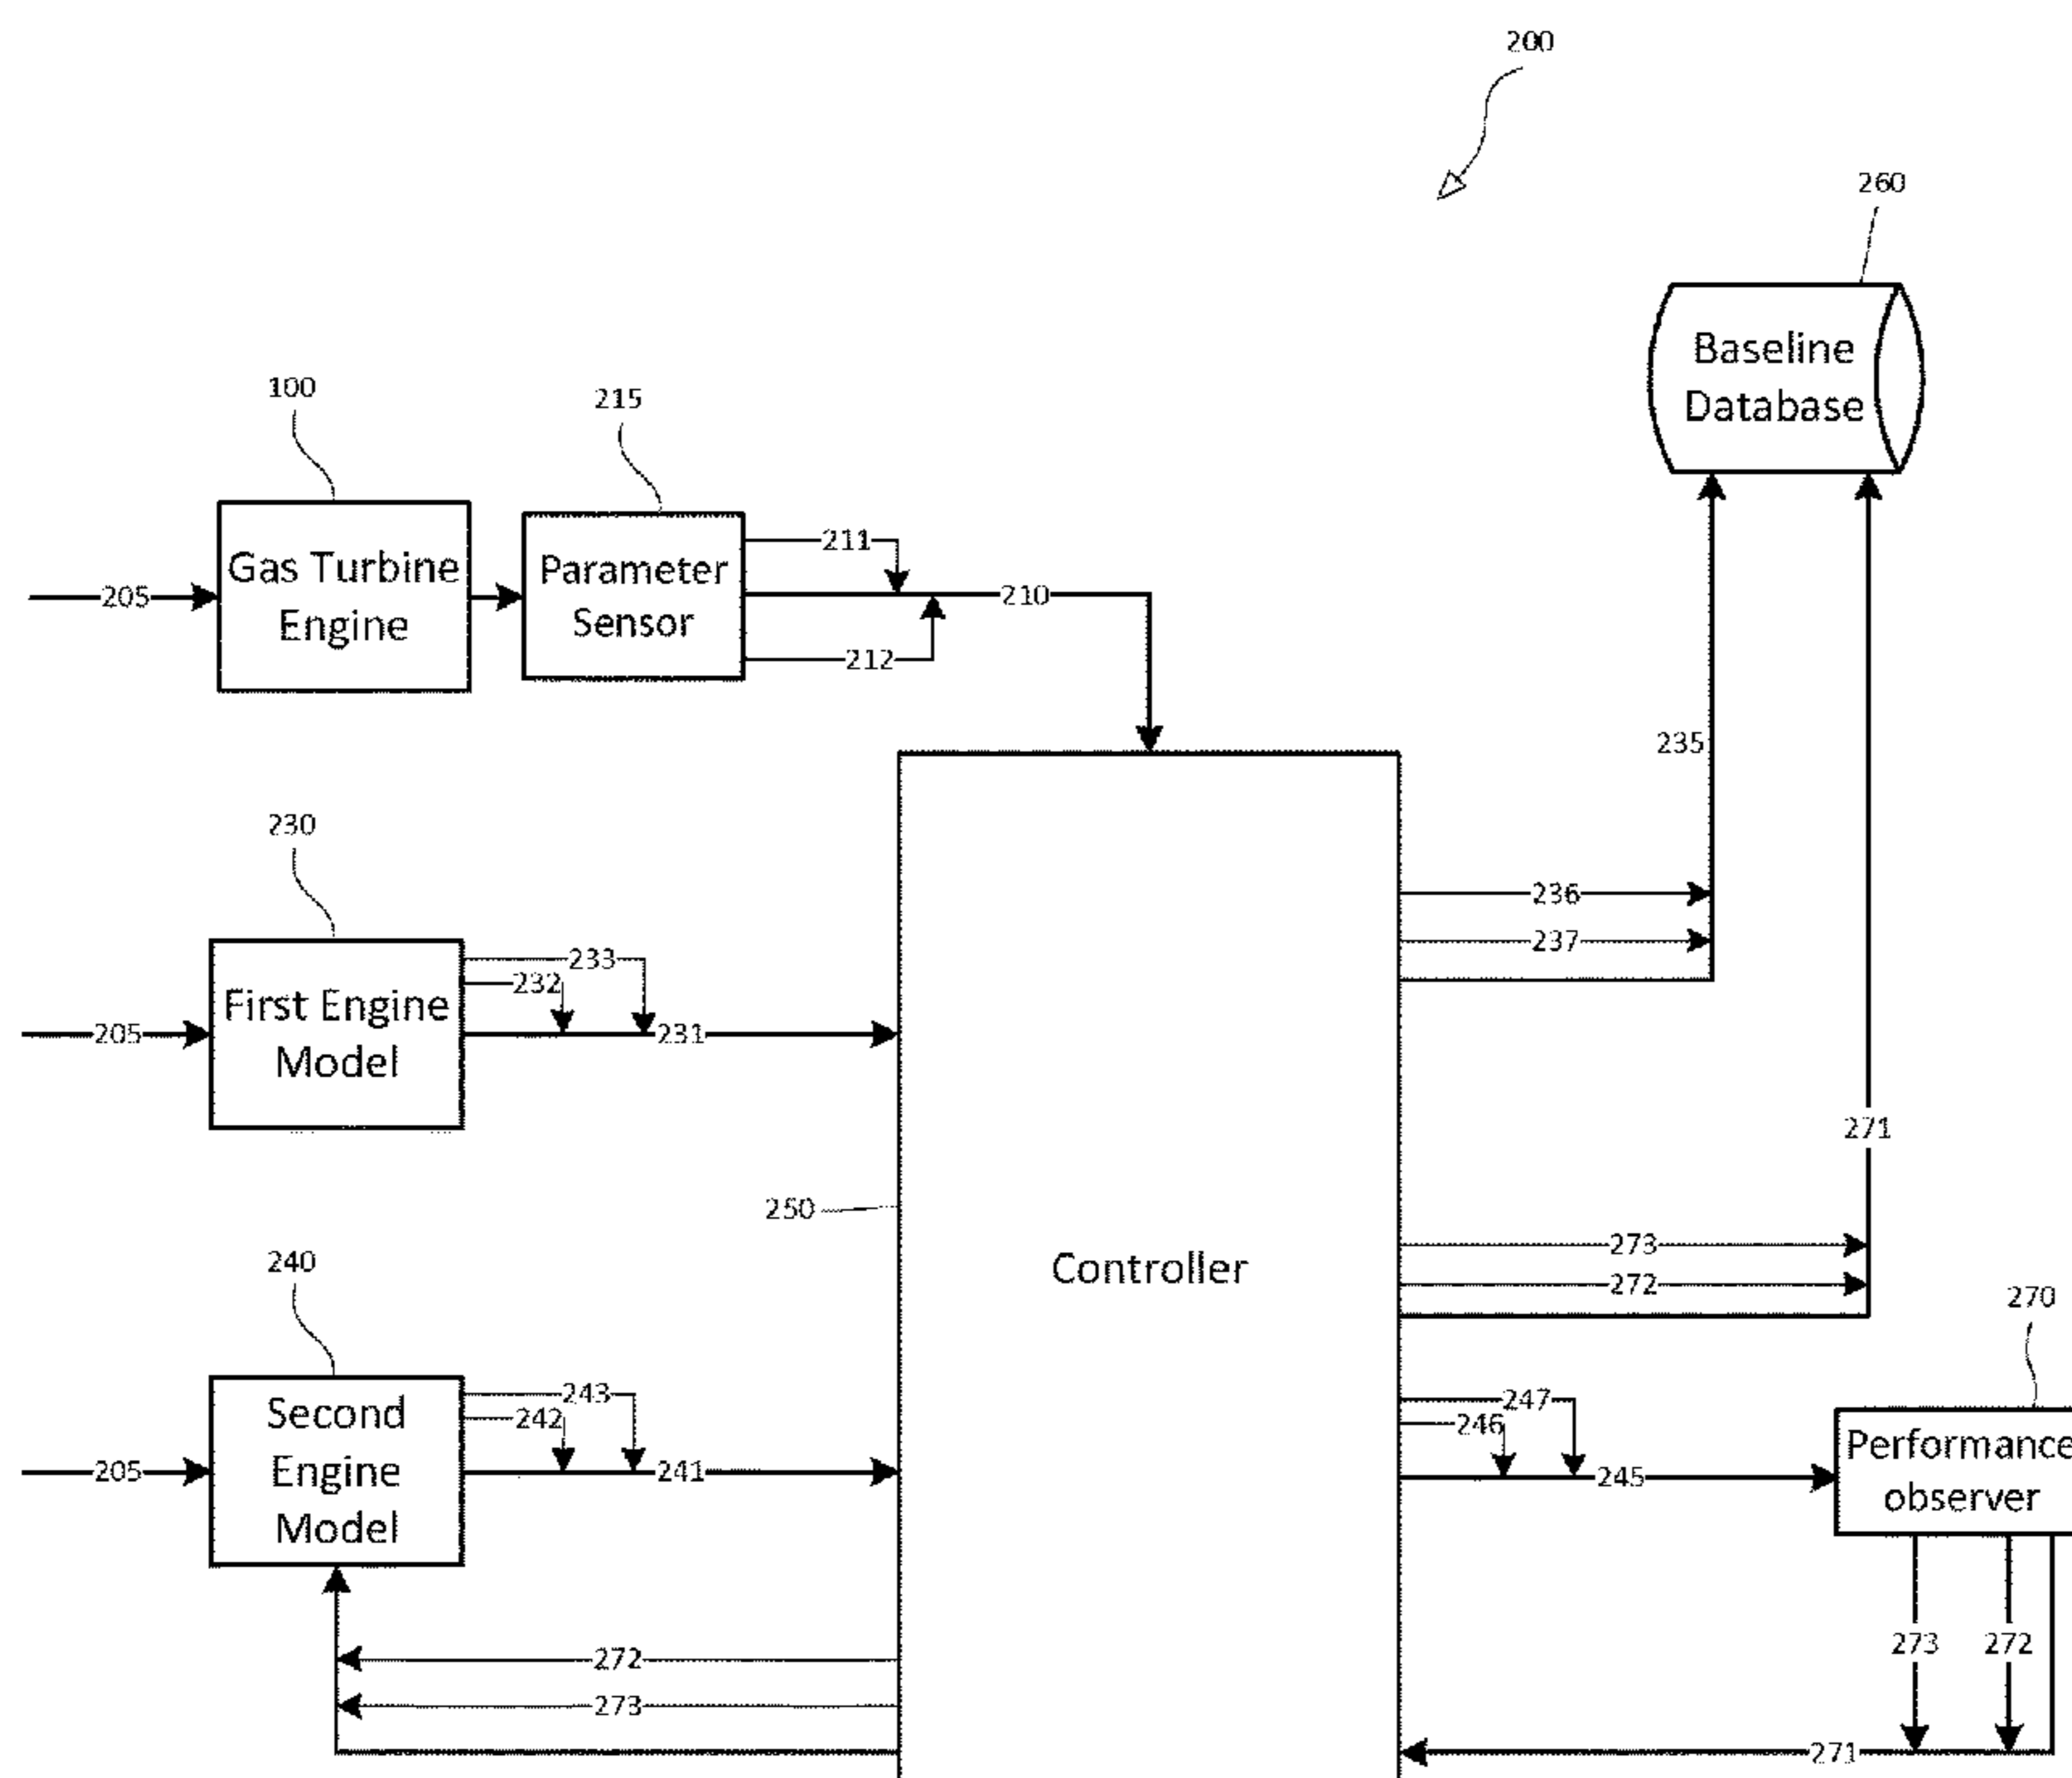 200
260
Baseline
Database
100
215
Gas Turbine
Engine
Parameter
Sensor
205
211
210
212
235
230
236
237
First Engine
Model
205
233
232
231
271
250
Controller
240
273
272
270
Second
Engine
Model
205
243
242
241
247
246
245
Performance
observer
272
273
273
272
271